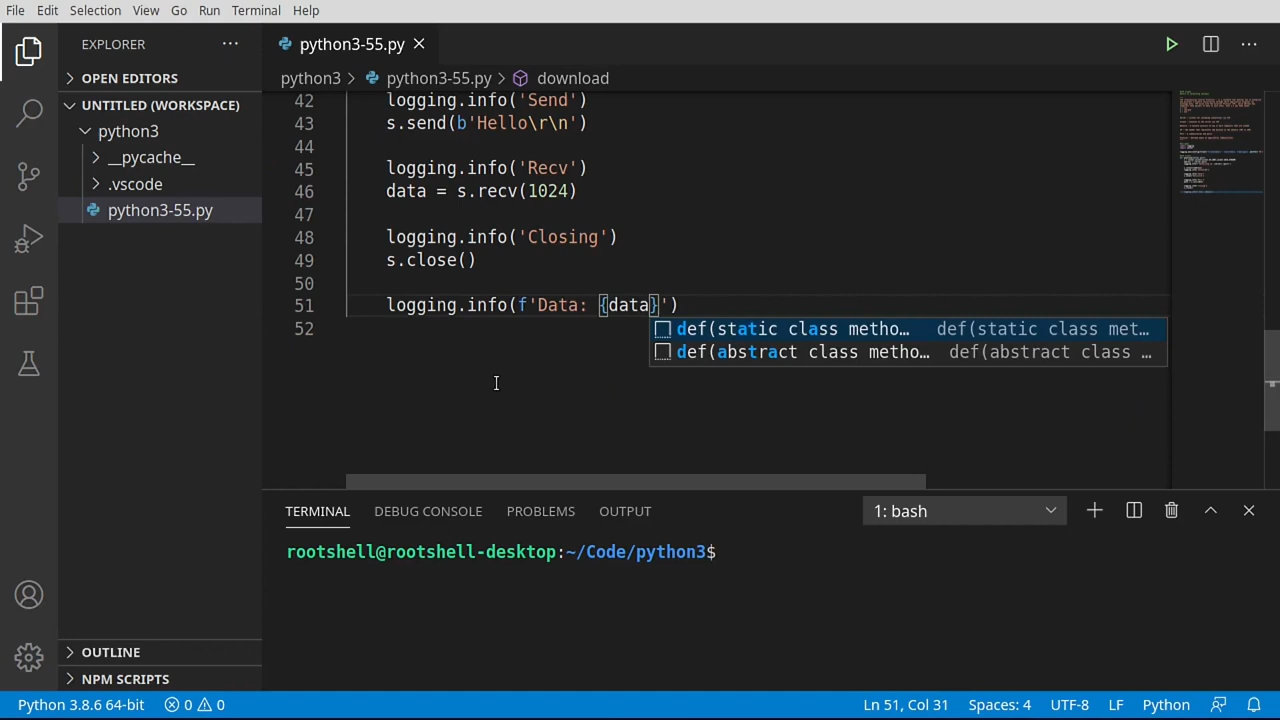 File Edit Selection View Go Run Terminal Help
EXPLORER
python3-55.py
OPEN EDITORS
python3 > python3-55.py > download
UNTITLED (WORKSPACE)
python3
__pycache__
.vscode
python3-55.py
42 logging.info('Send')
43 s.send(b'Hello\r\n')
44
45 logging.info('Recv')
46 data = s.recv(1024)
47
48 logging.info('Closing')
49 s.close()
50
51 logging.info(f'Data: {data}')
52
def(static class metho… def(static class met…
def(abstract class metho… def(abstract class …
TERMINAL DEBUG CONSOLE PROBLEMS OUTPUT 1: bash
rootshell@rootshell-desktop:~/Code/python3$
OUTLINE
NPM SCRIPTS
Python 3.8.6 64-bit 0 0 Ln 51, Col 31 Spaces: 4 UTF-8 LF Python